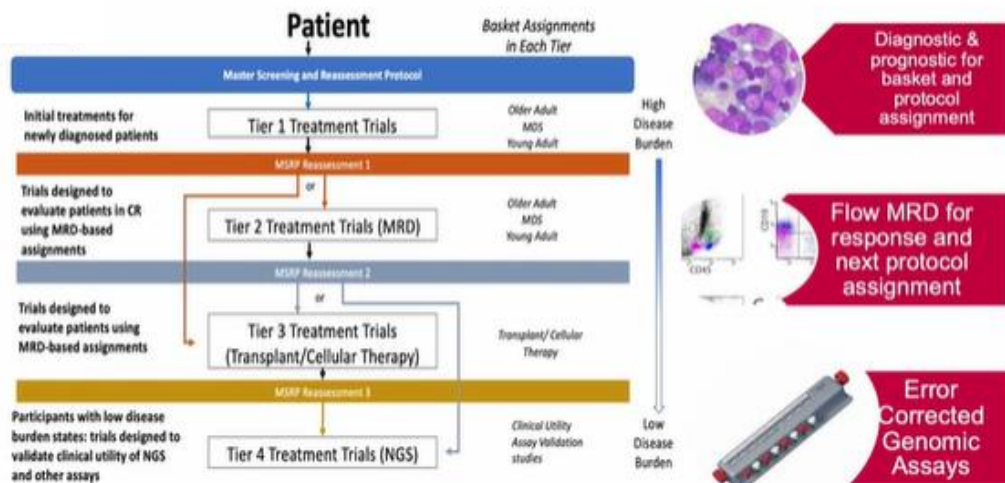 Patient
Basket Assignments
in Each Tier
Master Screening and Reassessment Protocol
Initial treatments for
newly diagnosed patients
Tier 1 Treatment Trials
Older Adult
MDS
Young Adult
High
Disease
Burden
MSRP Reassessment 1
or
Trials designed to
evaluate patients in CR
using MRD-based
assignments
Tier 2 Treatment Trials (MRD)
Older Adult
MDS
Young Adult
MSRP Reassessment 2
or
Trials designed to
evaluate patients using
MRD-based assignments
Tier 3 Treatment Trials
(Transplant/Cellular Therapy)
Transplant/ Cellular
Therapy
MSRP Reassessment 3
Participants with low disease
burden states: trials designed to
validate clinical utility of NGS
and other assays
Tier 4 Treatment Trials (NGS)
Clinical Utility
Assay Validation
studies
Low
Disease
Burden
Diagnostic &
prognostic for
basket and
protocol
assignment
CD45
Flow MRD for
response and
next protocol
assignment
Error
Corrected
Genomic
Assays